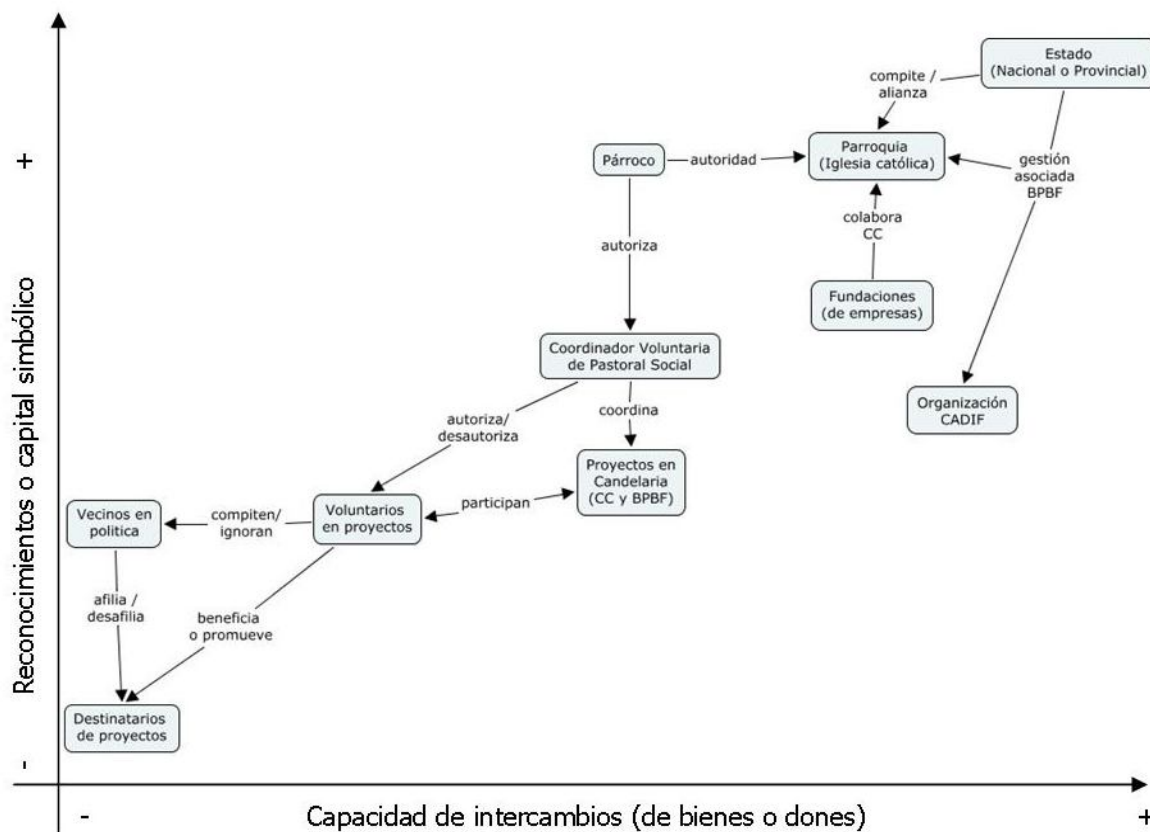 Estado
(Nacional o Provincial)
compite /
alianza
+
Párroco
autoridad
Parroquia
(Iglesia católica)
gestión
asociada
BPBF
colabora
CC
autoriza
Fundaciones
(de empresas)
Reconocimientos o capital simbólico
Coordinador Voluntaria
de Pastoral Social
Organización
CADIF
coordina
autoriza/
desautoriza
Proyectos en
Candelaria
(CC y BPBF)
participan
Voluntarios
en proyectos
compiten/
ignoran
Vecinos en
politica
afilia /
desafilia
beneficia
o promueve
Destinatarios
de proyectos
-
-
Capacidad de intercambios (de bienes o dones)
+